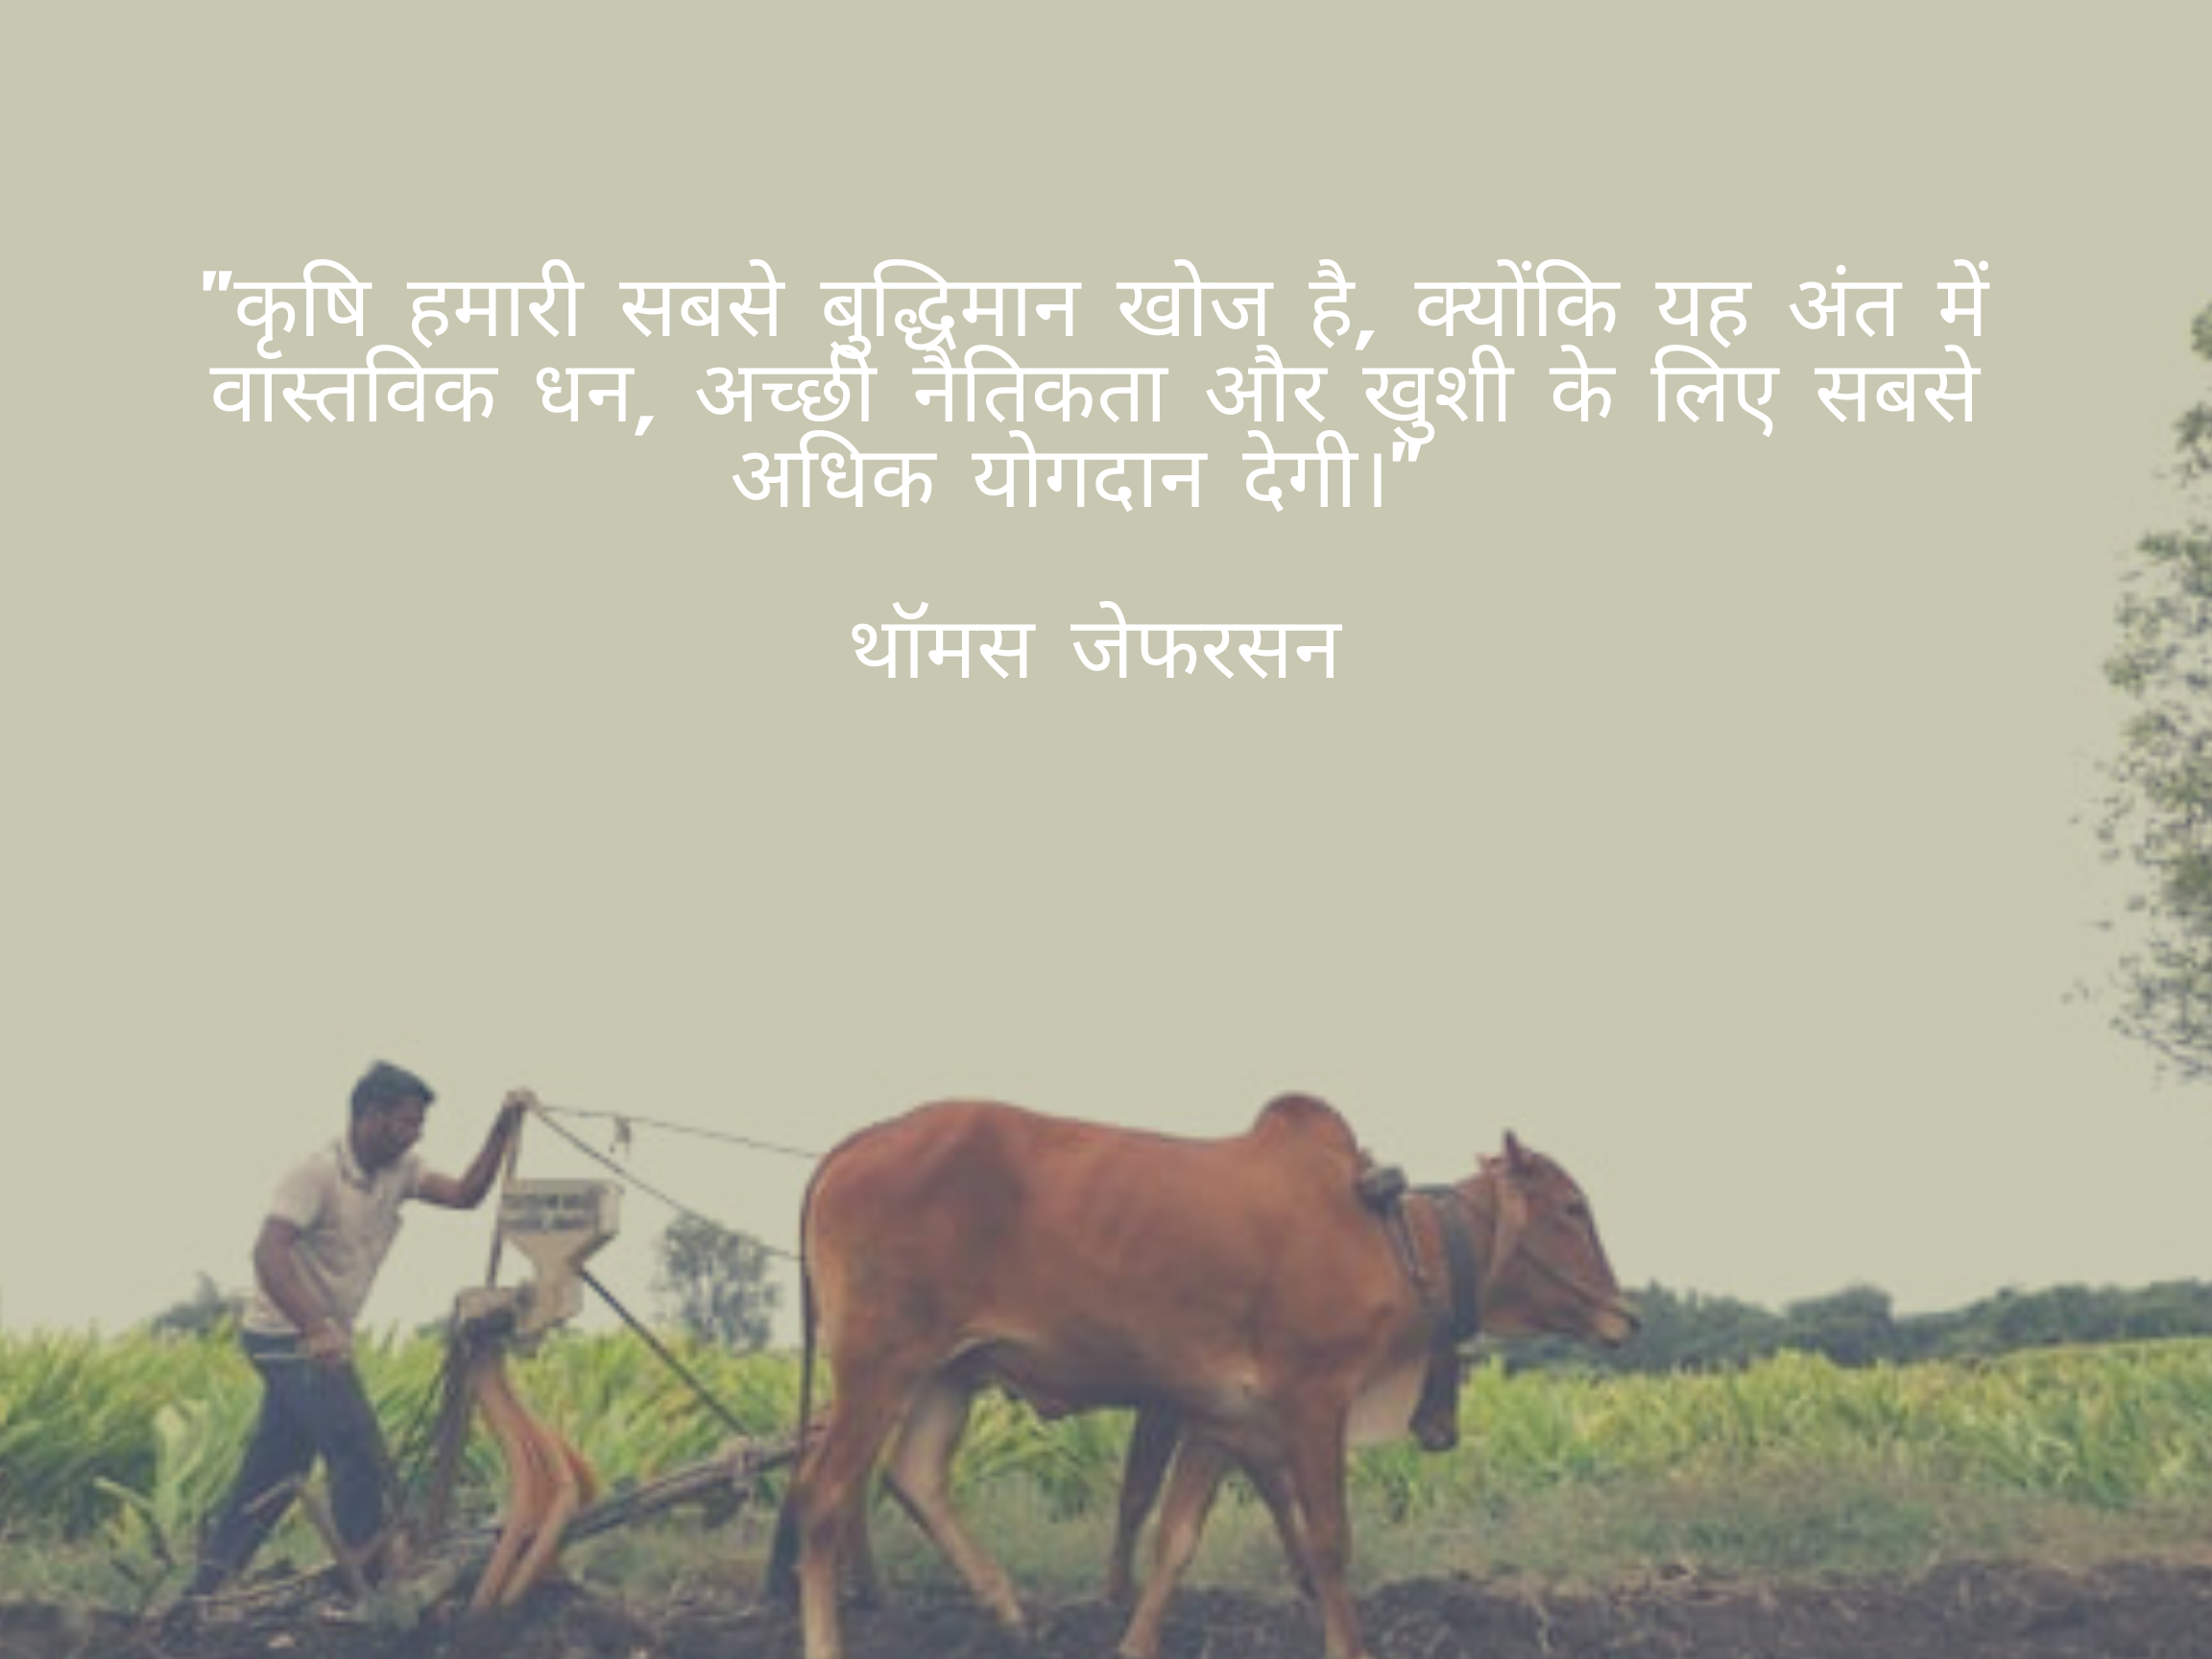 "कृषि हमारी सबसे बुद्धिमान खोज है, क्योंकि यह अंत में
वास्तविक धन, अच्छी नैतिकता और खुशी के लिए सबसे
अधिक योगदान देगी।"
थॉमस जेफरसन